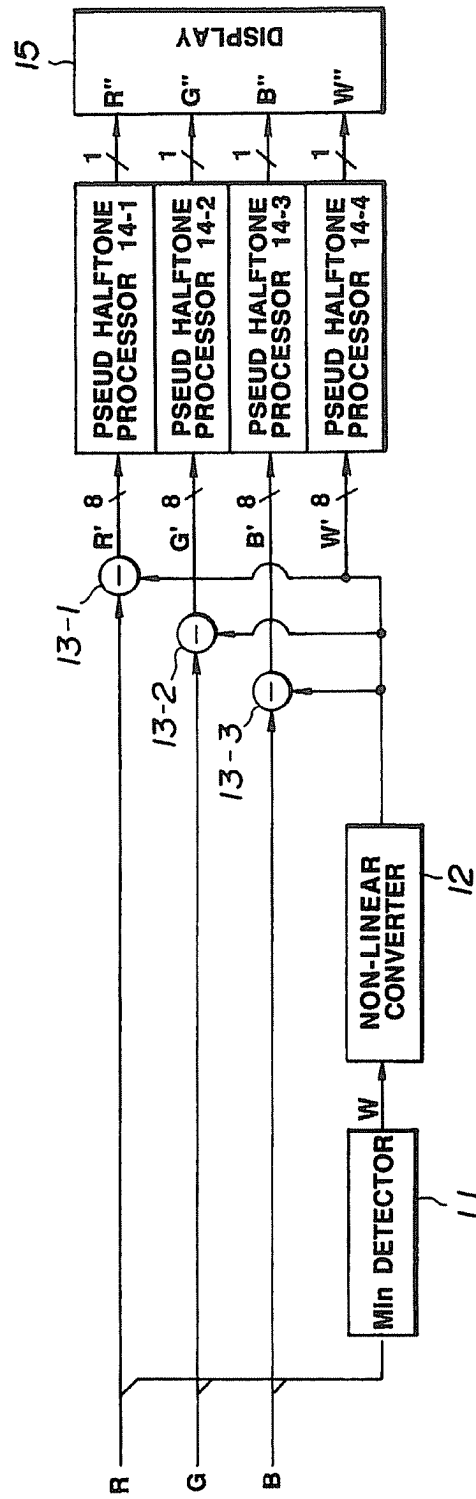 R
G
B
Min DETECTOR
11
W
NON-LINEAR
CONVERTER
12
13-1
13-2
13-3
R'
8
G'
8
B'
8
W'
8
PSEUD HALFTONE
PROCESSOR 14-1
PSEUD HALFTONE
PROCESSOR 14-2
PSEUD HALFTONE
PROCESSOR 14-3
PSEUD HALFTONE
PROCESSOR 14-4
1
1
1
1
15
R"
G"
B"
W"
DISPLAY